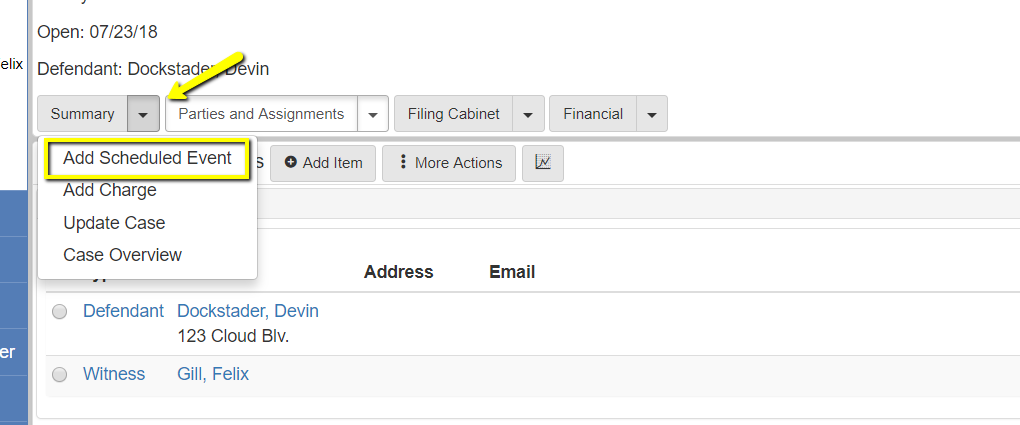 Open: 07/23/18
elix
Defendant: Dockstader, Devin
Summary Parties and Assignments Filing Cabinet Financial
Add Scheduled Event
Add Item More Actions
Add Charge
Update Case
Case Overview
Address Email
Defendant Dockstader, Devin
123 Cloud Blv.
er
Witness Gill, Felix